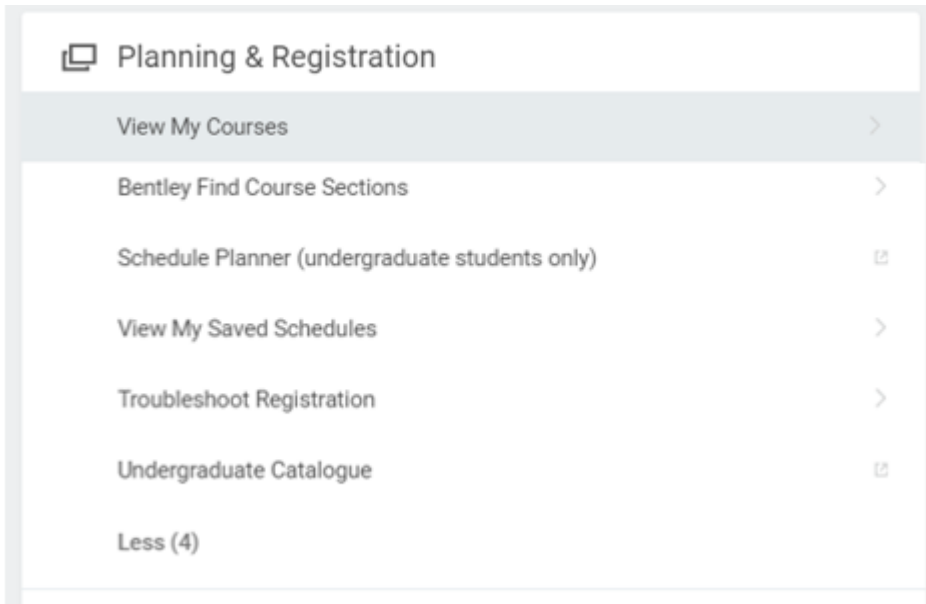 Planning & Registration
View My Courses
Bentley Find Course Sections
Schedule Planner (undergraduate students only)
View My Saved Schedules
Troubleshoot Registration
Undergraduate Catalogue
Less (4)